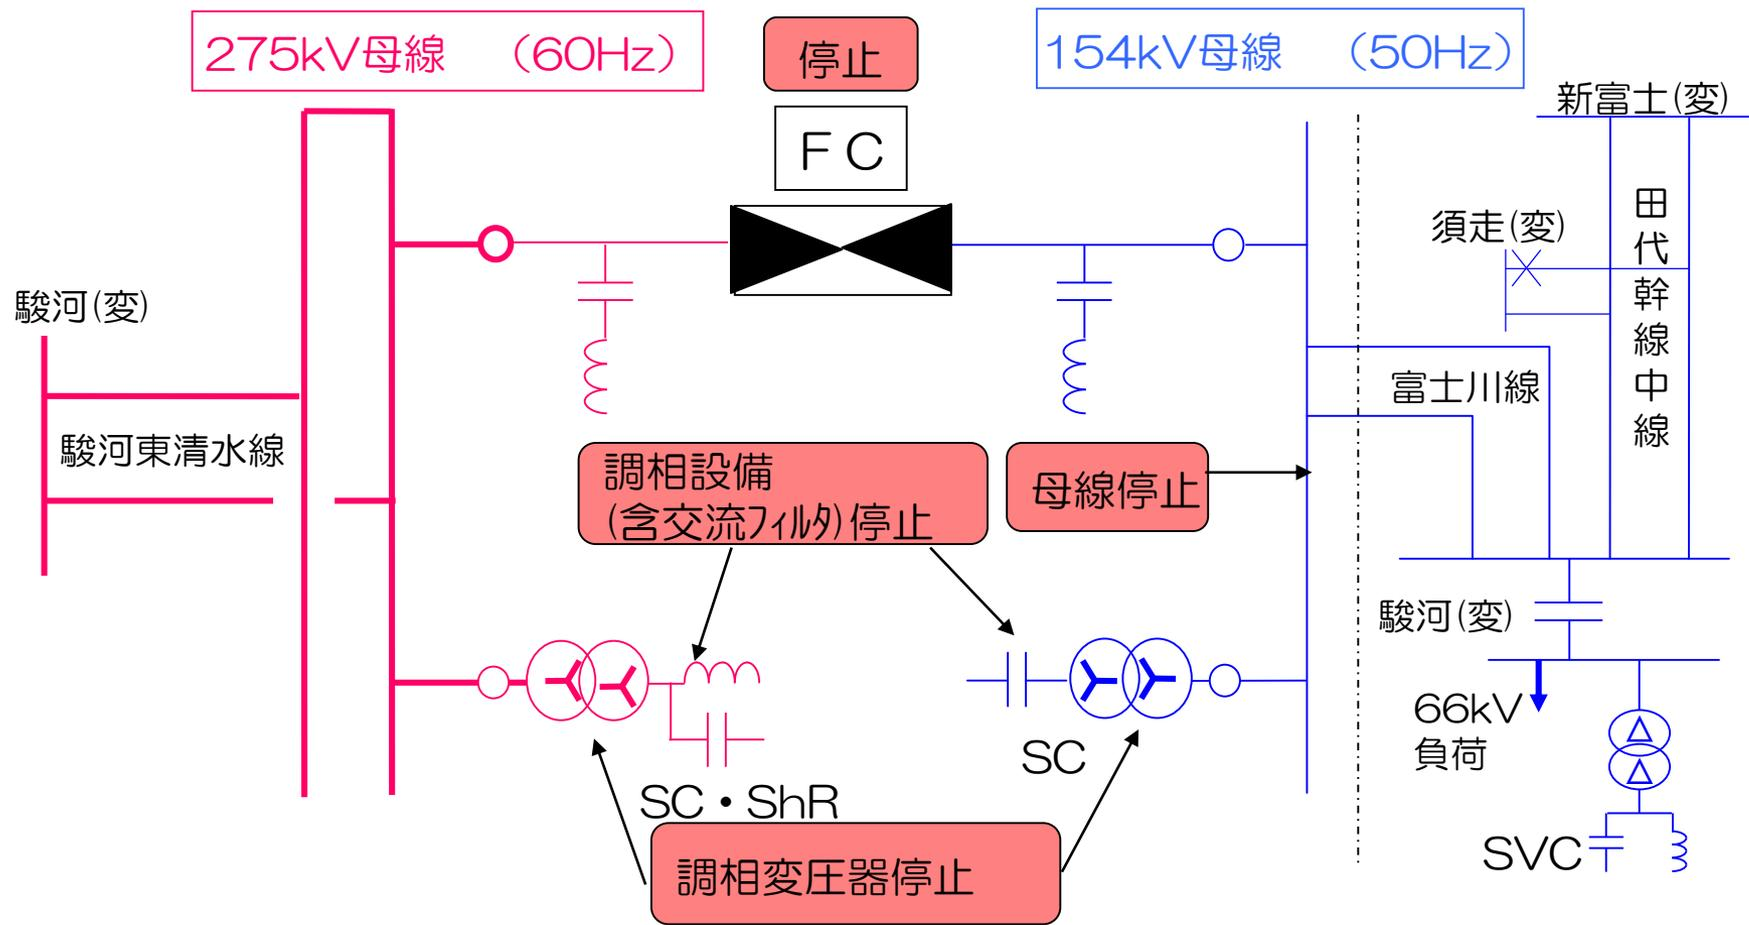 275kV母線　（60Hz）
停止
154kV母線　（50Hz）
ＦＣ
新富士(変)
田代幹線中線
須走(変)
駿河(変)
富士川線
駿河東清水線
調相設備
(含交流ﾌｨﾙﾀ)停止
母線停止
駿河(変)
66kV
負荷
SC
SC・ShR
SVC
調相変圧器停止